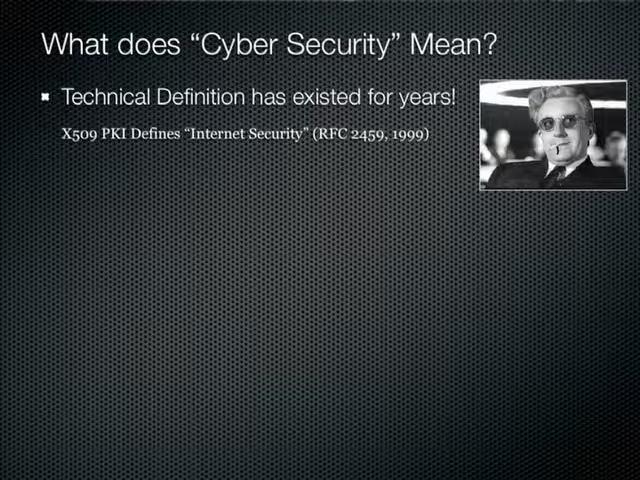 What does “Cyber Security” Mean?
Technical Definition has existed for years!
X509 PKI Defines “Internet Security” (RFC 2459, 1999)